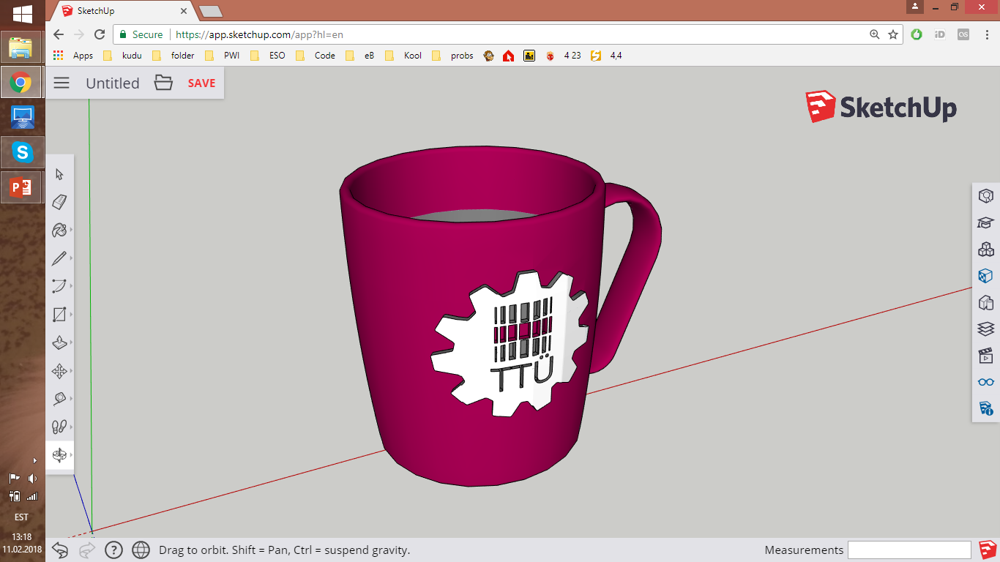 SketchUp
Secure https://app.sketchup.com/app?hl=en
iD
OS
Apps kudu folder PWI ESO Code eB Kool probs 4 23 4,4
Untitled SAVE
SketchUp
S
P
TTÜ
EST
13:18
11.02.2018
Drag to orbit. Shift = Pan, Ctrl = suspend gravity.
Measurements